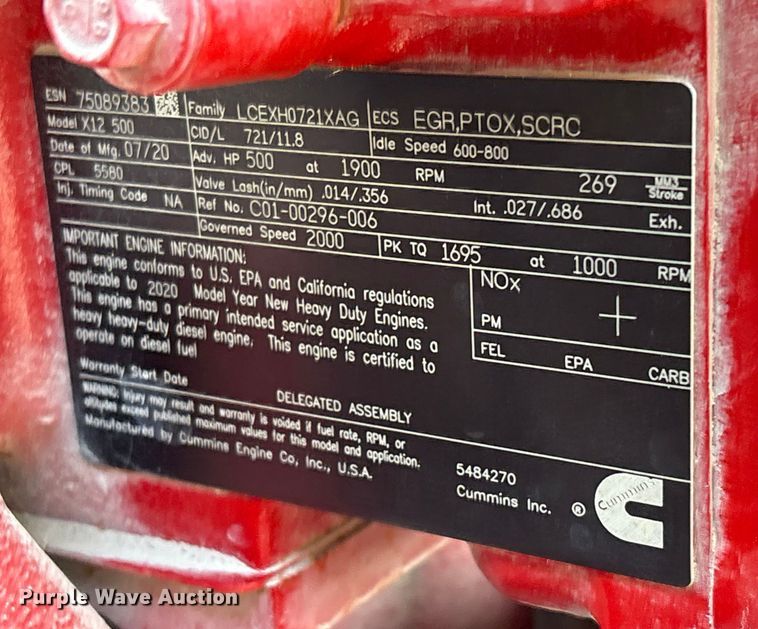 ESN 75089383
Family LCEXH0721XAG
ECS EGR,PTOX,SCRC
Model X12 500
CID/L 721/11.8
Idle Speed 600-800
Date of Mfg. 07/20
Adv. HP 500 at 1900 RPM 269 MM3 Stroke
CPL 5580
Valve Lash(in/mm) .014/.356 Int. .027/.686 Exh.
Inj. Timing Code NA
Ref No. C01-00296-006
Governed Speed 2000
PK TQ 1695 at 1000 RPM
IMPORTANT ENGINE INFORMATION:
This engine conforms to U.S. EPA and California regulations
applicable to 2020 Model Year New Heavy Duty Engines.
This engine has a primary intended service application as a
heavy heavy-duty diesel engine. This engine is certified to
operate on diesel fuel
NOx
PM
FEL EPA CARB
Warranty Start Date
DELEGATED ASSEMBLY
WARNING: Injury may result and warranty is voided if fuel rate, RPM, or
altitudes exceed published maximum values for this model and application.
Manufactured by Cummins Engine Co, Inc., U.S.A.
5484270
Cummins Inc. ®
Cummins
Purple Wave Auction